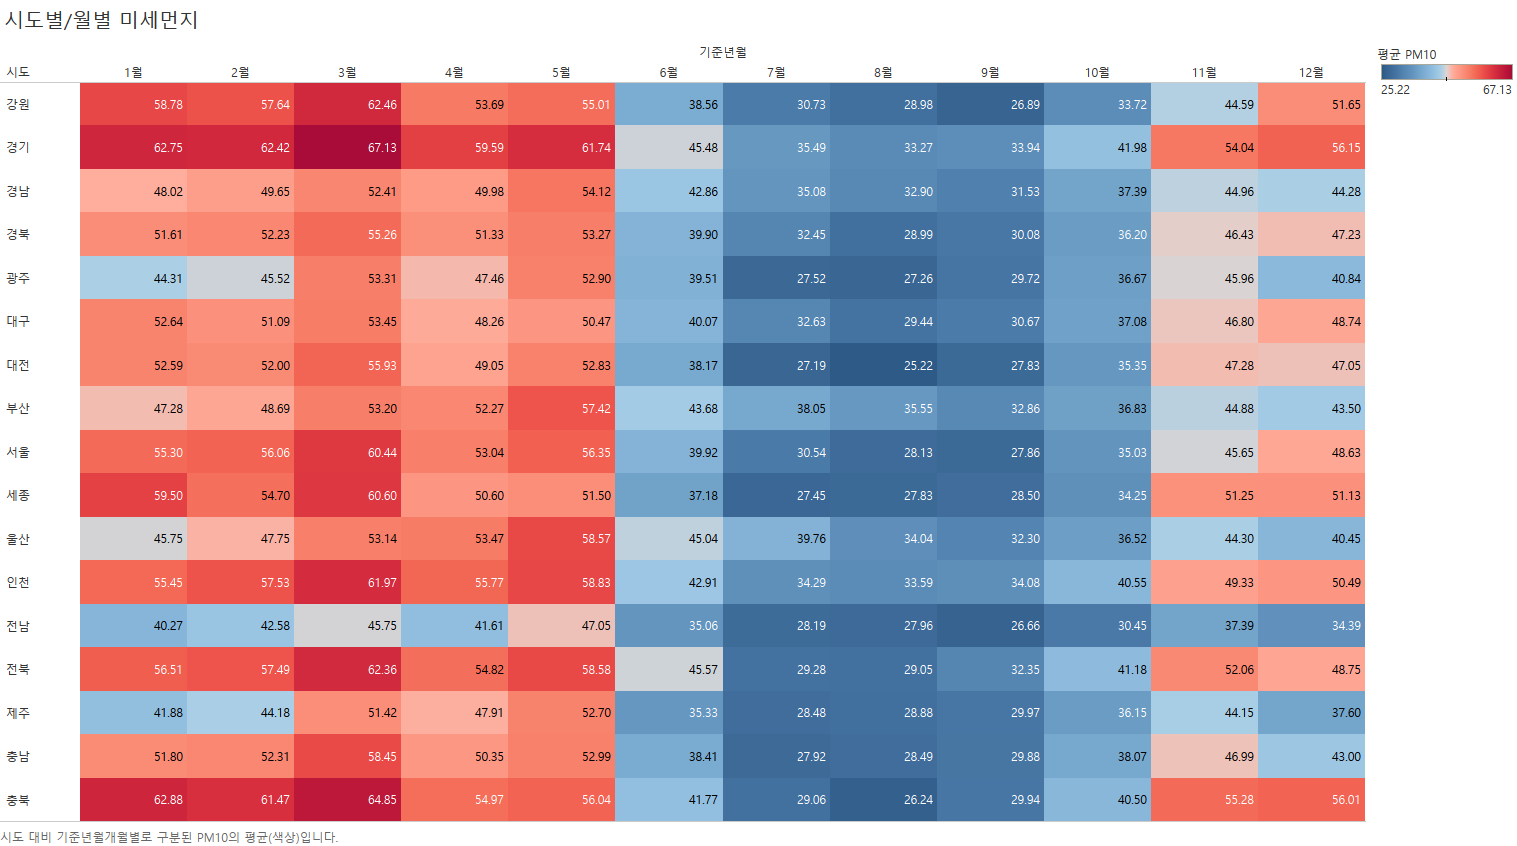 시도별/월별 미세먼지
기준년월
시도 1월 2월 3월 4월 5월 6월 7월 8월 9월 10월 11월 12월
강원 58.78 57.64 62.46 53.69 55.01 38.56 30.73 28.98 26.89 33.72 44.59 51.65
경기 62.75 62.42 67.13 59.59 61.74 45.48 35.49 33.27 33.94 41.98 54.04 56.15
경남 48.02 49.65 52.41 49.98 54.12 42.86 35.08 32.90 31.53 37.39 44.96 44.28
경북 51.61 52.23 55.26 51.33 53.27 39.90 32.45 28.99 30.08 36.20 46.43 47.23
광주 44.31 45.52 53.31 47.46 52.90 39.51 27.52 27.26 29.72 36.67 45.96 40.84
대구 52.64 51.09 53.45 48.26 50.47 40.07 32.63 29.44 30.67 37.08 46.80 48.74
대전 52.59 52.00 55.93 49.05 52.83 38.17 27.19 25.22 27.83 35.35 47.28 47.05
부산 47.28 48.69 53.20 52.27 57.42 43.68 38.05 35.55 32.86 36.83 44.88 43.50
서울 55.30 56.06 60.44 53.04 56.35 39.92 30.54 28.13 27.86 35.03 45.65 48.63
세종 59.50 54.70 60.60 50.60 51.50 37.18 27.45 27.83 28.50 34.25 51.25 51.13
울산 45.75 47.75 53.14 53.47 58.57 45.04 39.76 34.04 32.30 36.52 44.30 40.45
인천 55.45 57.53 61.97 55.77 58.83 42.91 34.29 33.59 34.08 40.55 49.33 50.49
전남 40.27 42.58 45.75 41.61 47.05 35.06 28.19 27.96 26.66 30.45 37.39 34.39
전북 56.51 57.49 62.36 54.82 58.58 45.57 29.28 29.05 32.35 41.18 52.06 48.75
제주 41.88 44.18 51.42 47.91 52.70 35.33 28.48 28.88 29.97 36.15 44.15 37.60
충남 51.80 52.31 58.45 50.35 52.99 38.41 27.92 28.49 29.88 38.07 46.99 43.00
충북 62.88 61.47 64.85 54.97 56.04 41.77 29.06 26.24 29.94 40.50 55.28 56.01
시도 대비 기준년월개월별로 구분된 PM10의 평균(색상)입니다.
평균 PM10
25.22 67.13